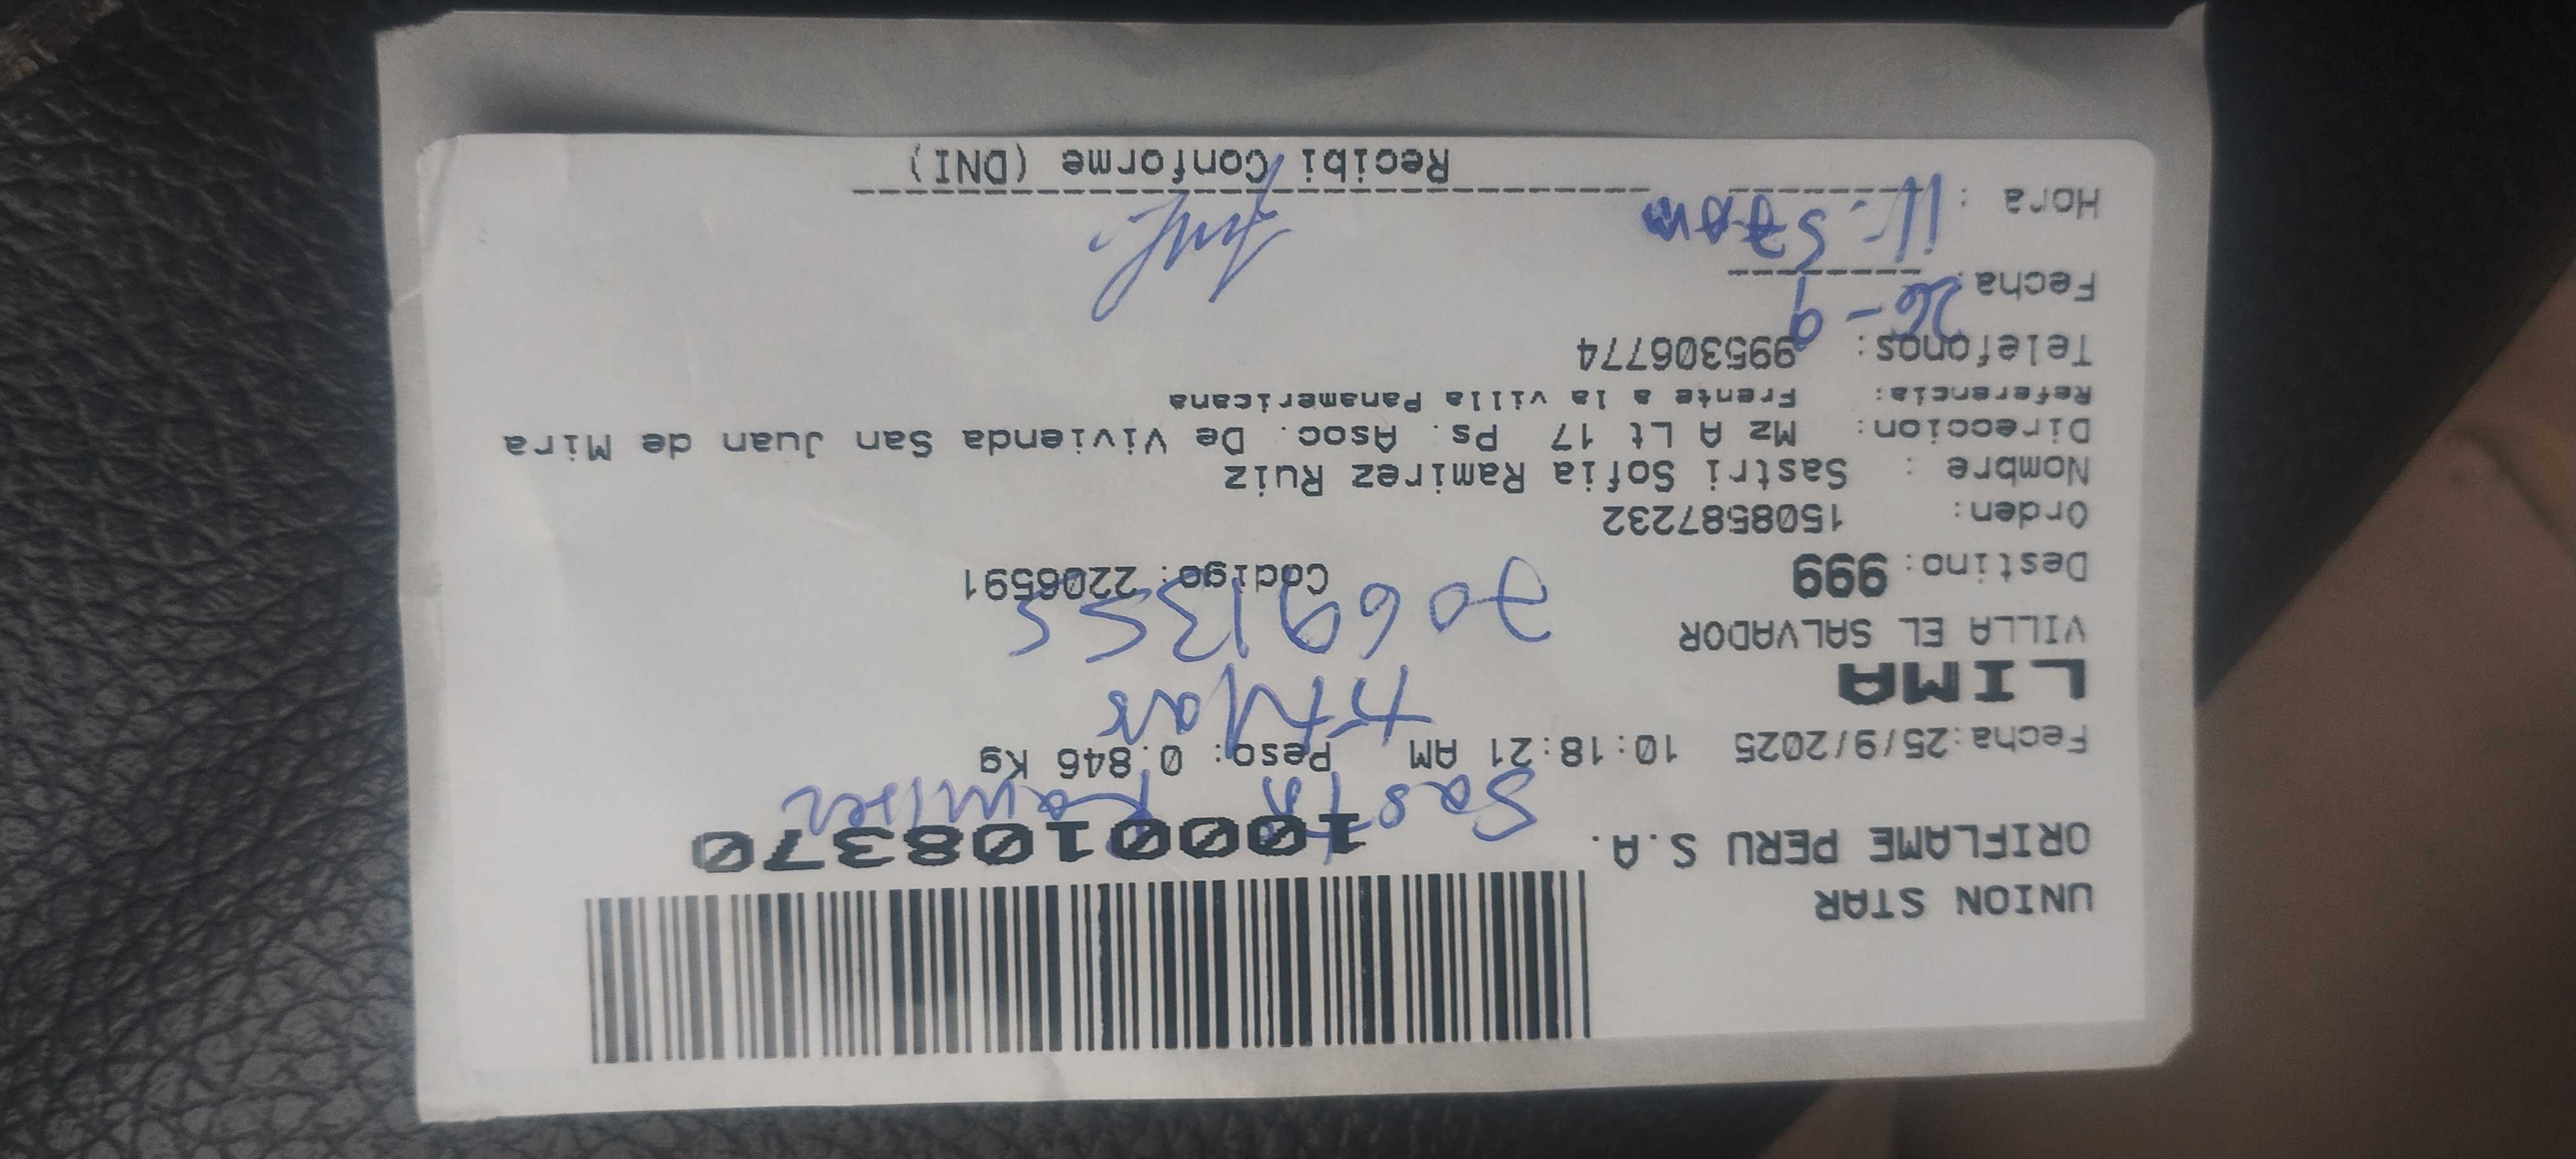 UNION STAR
ORIFLAME PERU S.A.
10001083370
Sastri Ramirez
Fecha:25/9/2025 10:18:21 AM Peso: 0.846 Kg
LIMA
VILLA EL SALVADOR
70691355
Destino: 999 Codigo: 2206591
Orden: 1508587232
Nombre : Sastri Sofia Ramirez Ruiz
Direccion: Mz A Lt 17 Ps. Asoc. De Vivienda San Juan de Mira
Referencia: Frente a la villa Panamericana
Telefonos: 995306774
Fecha: 26-9
Hora : 11:57am
Recibi Conforme (DNI)